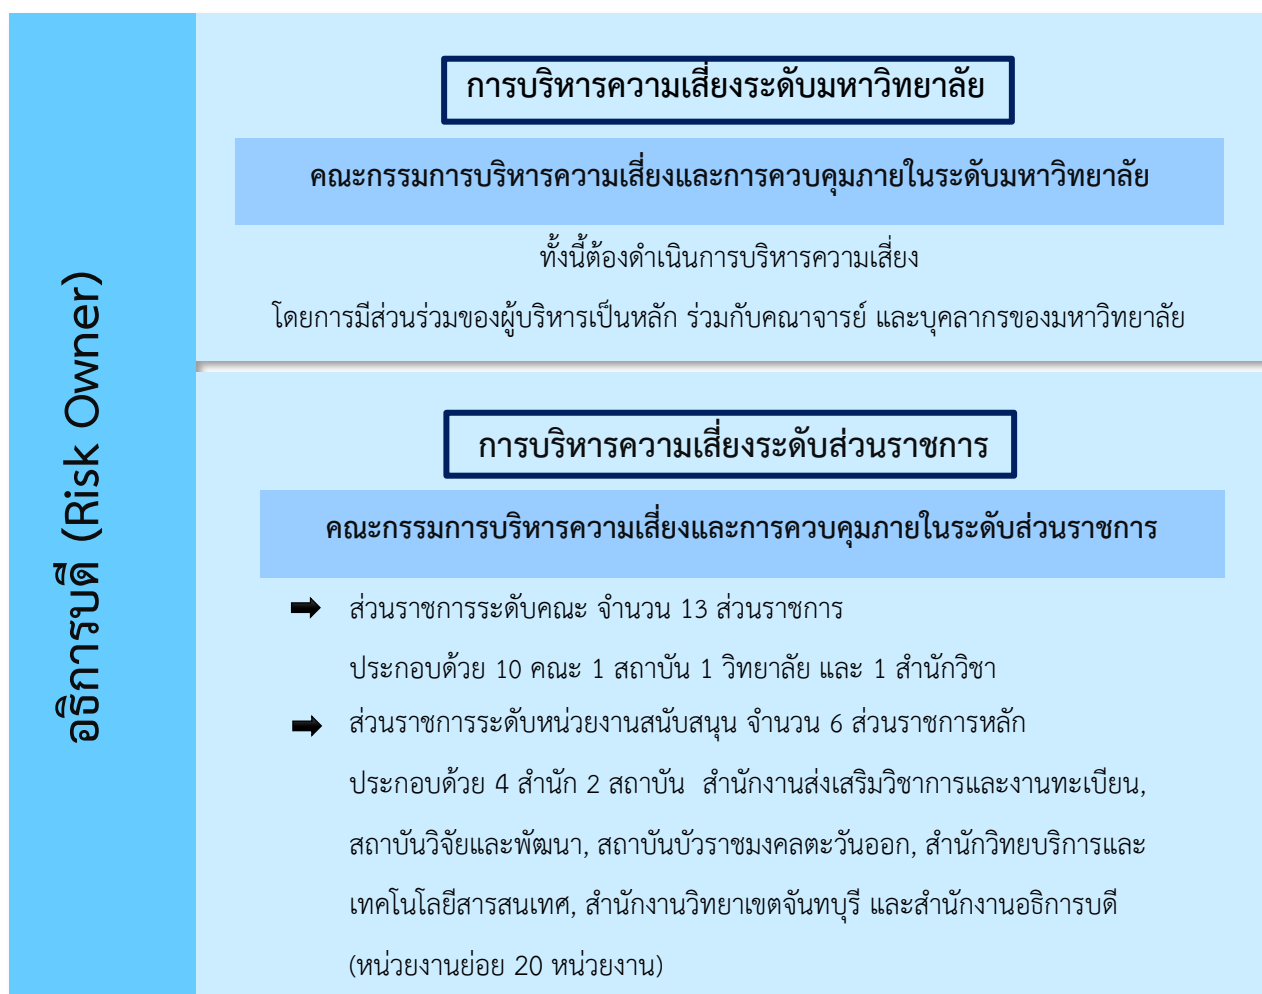 อธิการบดี (Risk Owner)
การบริหารความเสี่ยงระดับมหาวิทยาลัย
คณะกรรมการบริหารความเสี่ยงและการควบคุมภายในระดับมหาวิทยาลัย
ทั้งนี้ต้องดำเนินการบริหารความเสี่ยง
โดยการมีส่วนร่วมของผู้บริหารเป็นหลัก ร่วมกับคณาจารย์ และบุคลากรของมหาวิทยาลัย
การบริหารความเสี่ยงระดับส่วนราชการ
คณะกรรมการบริหารความเสี่ยงและการควบคุมภายในระดับส่วนราชการ
ส่วนราชการระดับคณะ จำนวน 13 ส่วนราชการ
ประกอบด้วย 10 คณะ 1 สถาบัน 1 วิทยาลัย และ 1 สำนักวิชา
ส่วนราชการระดับหน่วยงานสนับสนุน จำนวน 6 ส่วนราชการหลัก
ประกอบด้วย 4 สำนัก 2 สถาบัน สำนักงานส่งเสริมวิชาการและงานทะเบียน,
สถาบันวิจัยและพัฒนา, สถาบันบัวราชมงคลตะวันออก, สำนักวิทยบริการและ
เทคโนโลยีสารสนเทศ, สำนักงานวิทยาเขตจันทบุรี และสำนักงานอธิการบดี
(หน่วยงานย่อย 20 หน่วยงาน)